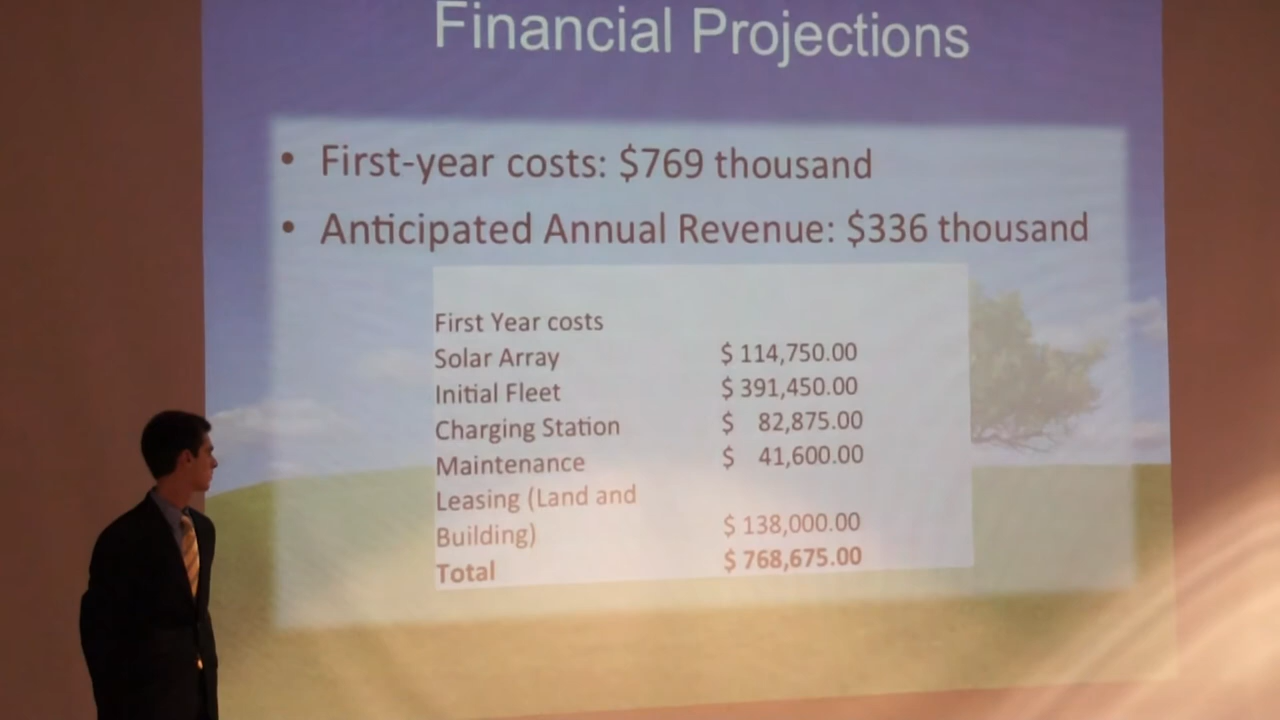 Financial Projections
• First-year costs: $769 thousand
• Anticipated Annual Revenue: $336 thousand
First Year costs
Solar Array $ 114,750.00
Initial Fleet $ 391,450.00
Charging Station $ 82,875.00
Maintenance $ 41,600.00
Leasing (Land and
Building) $ 138,000.00
Total $ 768,675.00